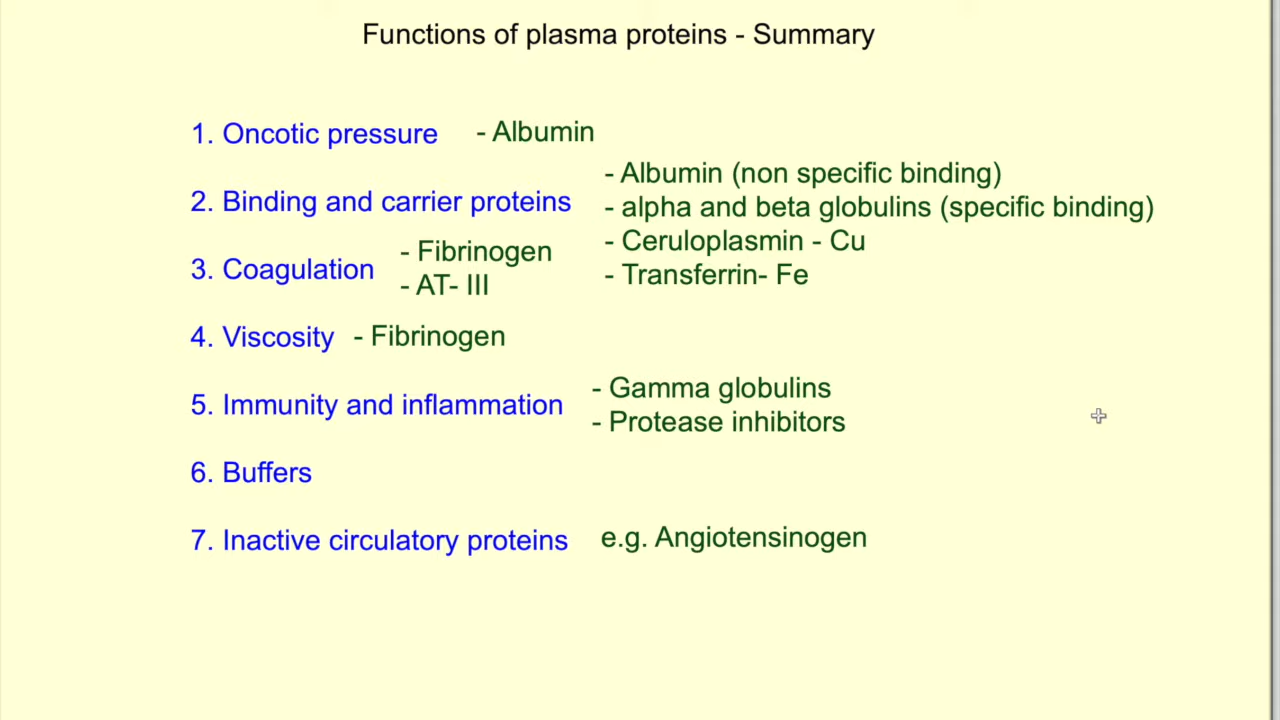 Functions of plasma proteins - Summary
1. Oncotic pressure - Albumin
2. Binding and carrier proteins
- Albumin (non specific binding)
- alpha and beta globulins (specific binding)
- Ceruloplasmin - Cu
- Transferrin- Fe
3. Coagulation
- Fibrinogen
- AT- III
4. Viscosity - Fibrinogen
5. Immunity and inflammation
- Gamma globulins
- Protease inhibitors
6. Buffers
7. Inactive circulatory proteins e.g. Angiotensinogen